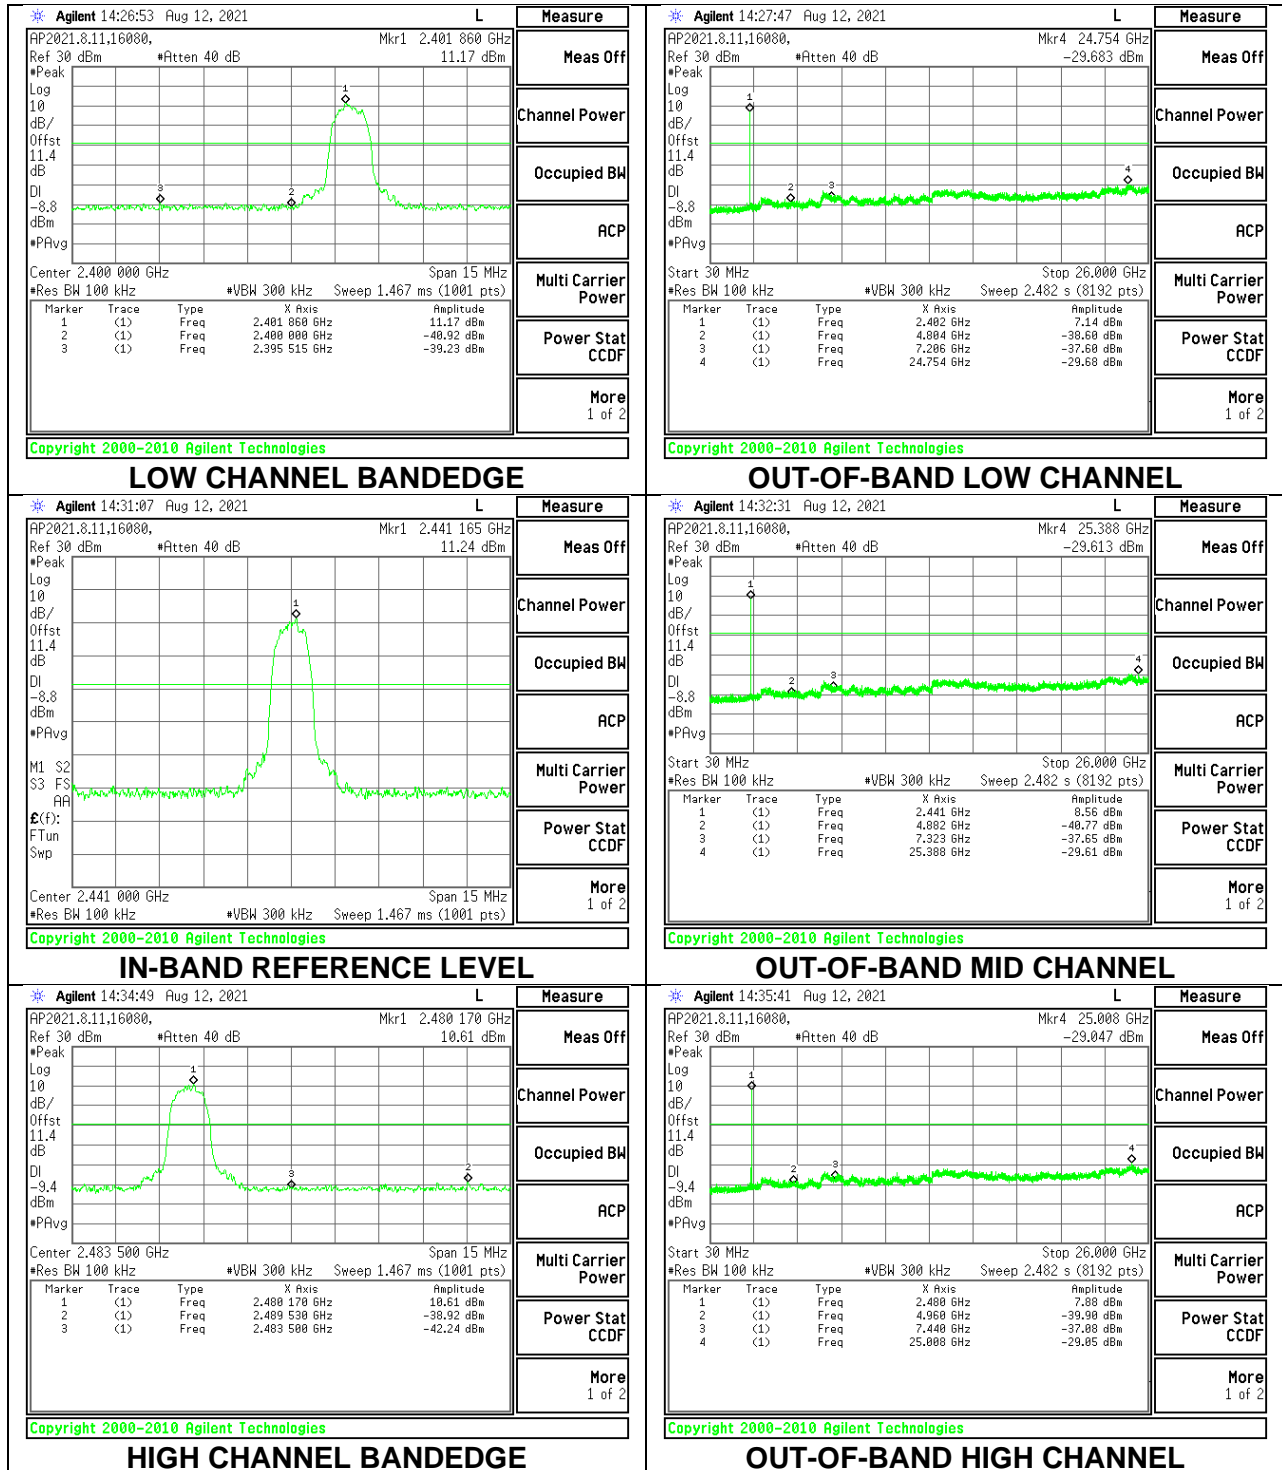 Agilent 14:26:53 Aug 12, 2021 L Measure
AP2021.8.11,16080, Mkr1 2.401 860 GHz
Ref 30 dBm #Atten 40 dB 11.17 dBm
#Peak
Log
10
dB/
Offst
11.4
dB
DI
-8.8
dBm
#PAvg
1
3
2
Center 2.400 000 GHz Span 15 MHz
#Res BW 100 kHz #VBW 300 kHz Sweep 1.467 ms (1001 pts)
Marker Trace Type X Axis Amplitude
1 (1) Freq 2.401 860 GHz 11.17 dBm
2 (1) Freq 2.400 000 GHz -40.92 dBm
3 (1) Freq 2.395 515 GHz -39.23 dBm
Meas Off
Channel Power
Occupied BW
ACP
Multi Carrier
Power
Power Stat
CCDF
More
1 of 2
Copyright 2000-2010 Agilent Technologies
LOW CHANNEL BANDEDGE
Agilent 14:27:47 Aug 12, 2021 L Measure
AP2021.8.11,16080, Mkr4 24.754 GHz
Ref 30 dBm #Atten 40 dB -29.683 dBm
#Peak
Log
10
dB/
Offst
11.4
dB
DI
-8.8
dBm
#PAvg
1
2
3
4
Start 30 MHz Stop 26.000 GHz
#Res BW 100 kHz #VBW 300 kHz Sweep 2.482 s (8192 pts)
Marker Trace Type X Axis Amplitude
1 (1) Freq 2.402 GHz 7.14 dBm
2 (1) Freq 4.804 GHz -38.60 dBm
3 (1) Freq 7.206 GHz -37.60 dBm
4 (1) Freq 24.754 GHz -29.68 dBm
Meas Off
Channel Power
Occupied BW
ACP
Multi Carrier
Power
Power Stat
CCDF
More
1 of 2
Copyright 2000-2010 Agilent Technologies
OUT-OF-BAND LOW CHANNEL
Agilent 14:31:07 Aug 12, 2021 L Measure
AP2021.8.11,16080, Mkr1 2.441 165 GHz
Ref 30 dBm #Atten 40 dB 11.24 dBm
#Peak
Log
10
dB/
Offst
11.4
dB
DI
-8.8
dBm
#PAvg
1
M1 S2
S3 FS
AA
£(f):
FTun
Swp
Center 2.441 000 GHz Span 15 MHz
#Res BW 100 kHz #VBW 300 kHz Sweep 1.467 ms (1001 pts)
Meas Off
Channel Power
Occupied BW
ACP
Multi Carrier
Power
Power Stat
CCDF
More
1 of 2
Copyright 2000-2010 Agilent Technologies
IN-BAND REFERENCE LEVEL
Agilent 14:32:31 Aug 12, 2021 L Measure
AP2021.8.11,16080, Mkr4 25.388 GHz
Ref 30 dBm #Atten 40 dB -29.613 dBm
#Peak
Log
10
dB/
Offst
11.4
dB
DI
-8.8
dBm
#PAvg
1
2
3
4
Start 30 MHz Stop 26.000 GHz
#Res BW 100 kHz #VBW 300 kHz Sweep 2.482 s (8192 pts)
Marker Trace Type X Axis Amplitude
1 (1) Freq 2.441 GHz 8.56 dBm
2 (1) Freq 4.882 GHz -40.77 dBm
3 (1) Freq 7.323 GHz -37.65 dBm
4 (1) Freq 25.388 GHz -29.61 dBm
Meas Off
Channel Power
Occupied BW
ACP
Multi Carrier
Power
Power Stat
CCDF
More
1 of 2
Copyright 2000-2010 Agilent Technologies
OUT-OF-BAND MID CHANNEL
Agilent 14:34:49 Aug 12, 2021 L Measure
AP2021.8.11,16080, Mkr1 2.480 170 GHz
Ref 30 dBm #Atten 40 dB 10.61 dBm
#Peak
Log
10
dB/
Offst
11.4
dB
DI
-9.4
dBm
#PAvg
1
3
2
Center 2.483 500 GHz Span 15 MHz
#Res BW 100 kHz #VBW 300 kHz Sweep 1.467 ms (1001 pts)
Marker Trace Type X Axis Amplitude
1 (1) Freq 2.480 170 GHz 10.61 dBm
2 (1) Freq 2.489 530 GHz -38.92 dBm
3 (1) Freq 2.483 500 GHz -42.24 dBm
Meas Off
Channel Power
Occupied BW
ACP
Multi Carrier
Power
Power Stat
CCDF
More
1 of 2
Copyright 2000-2010 Agilent Technologies
HIGH CHANNEL BANDEDGE
Agilent 14:35:41 Aug 12, 2021 L Measure
AP2021.8.11,16080, Mkr4 25.008 GHz
Ref 30 dBm #Atten 40 dB -29.047 dBm
#Peak
Log
10
dB/
Offst
11.4
dB
DI
-9.4
dBm
#PAvg
1
2
3
4
Start 30 MHz Stop 26.000 GHz
#Res BW 100 kHz #VBW 300 kHz Sweep 2.482 s (8192 pts)
Marker Trace Type X Axis Amplitude
1 (1) Freq 2.480 GHz 7.88 dBm
2 (1) Freq 4.960 GHz -39.90 dBm
3 (1) Freq 7.440 GHz -37.08 dBm
4 (1) Freq 25.008 GHz -29.05 dBm
Meas Off
Channel Power
Occupied BW
ACP
Multi Carrier
Power
Power Stat
CCDF
More
1 of 2
Copyright 2000-2010 Agilent Technologies
OUT-OF-BAND HIGH CHANNEL